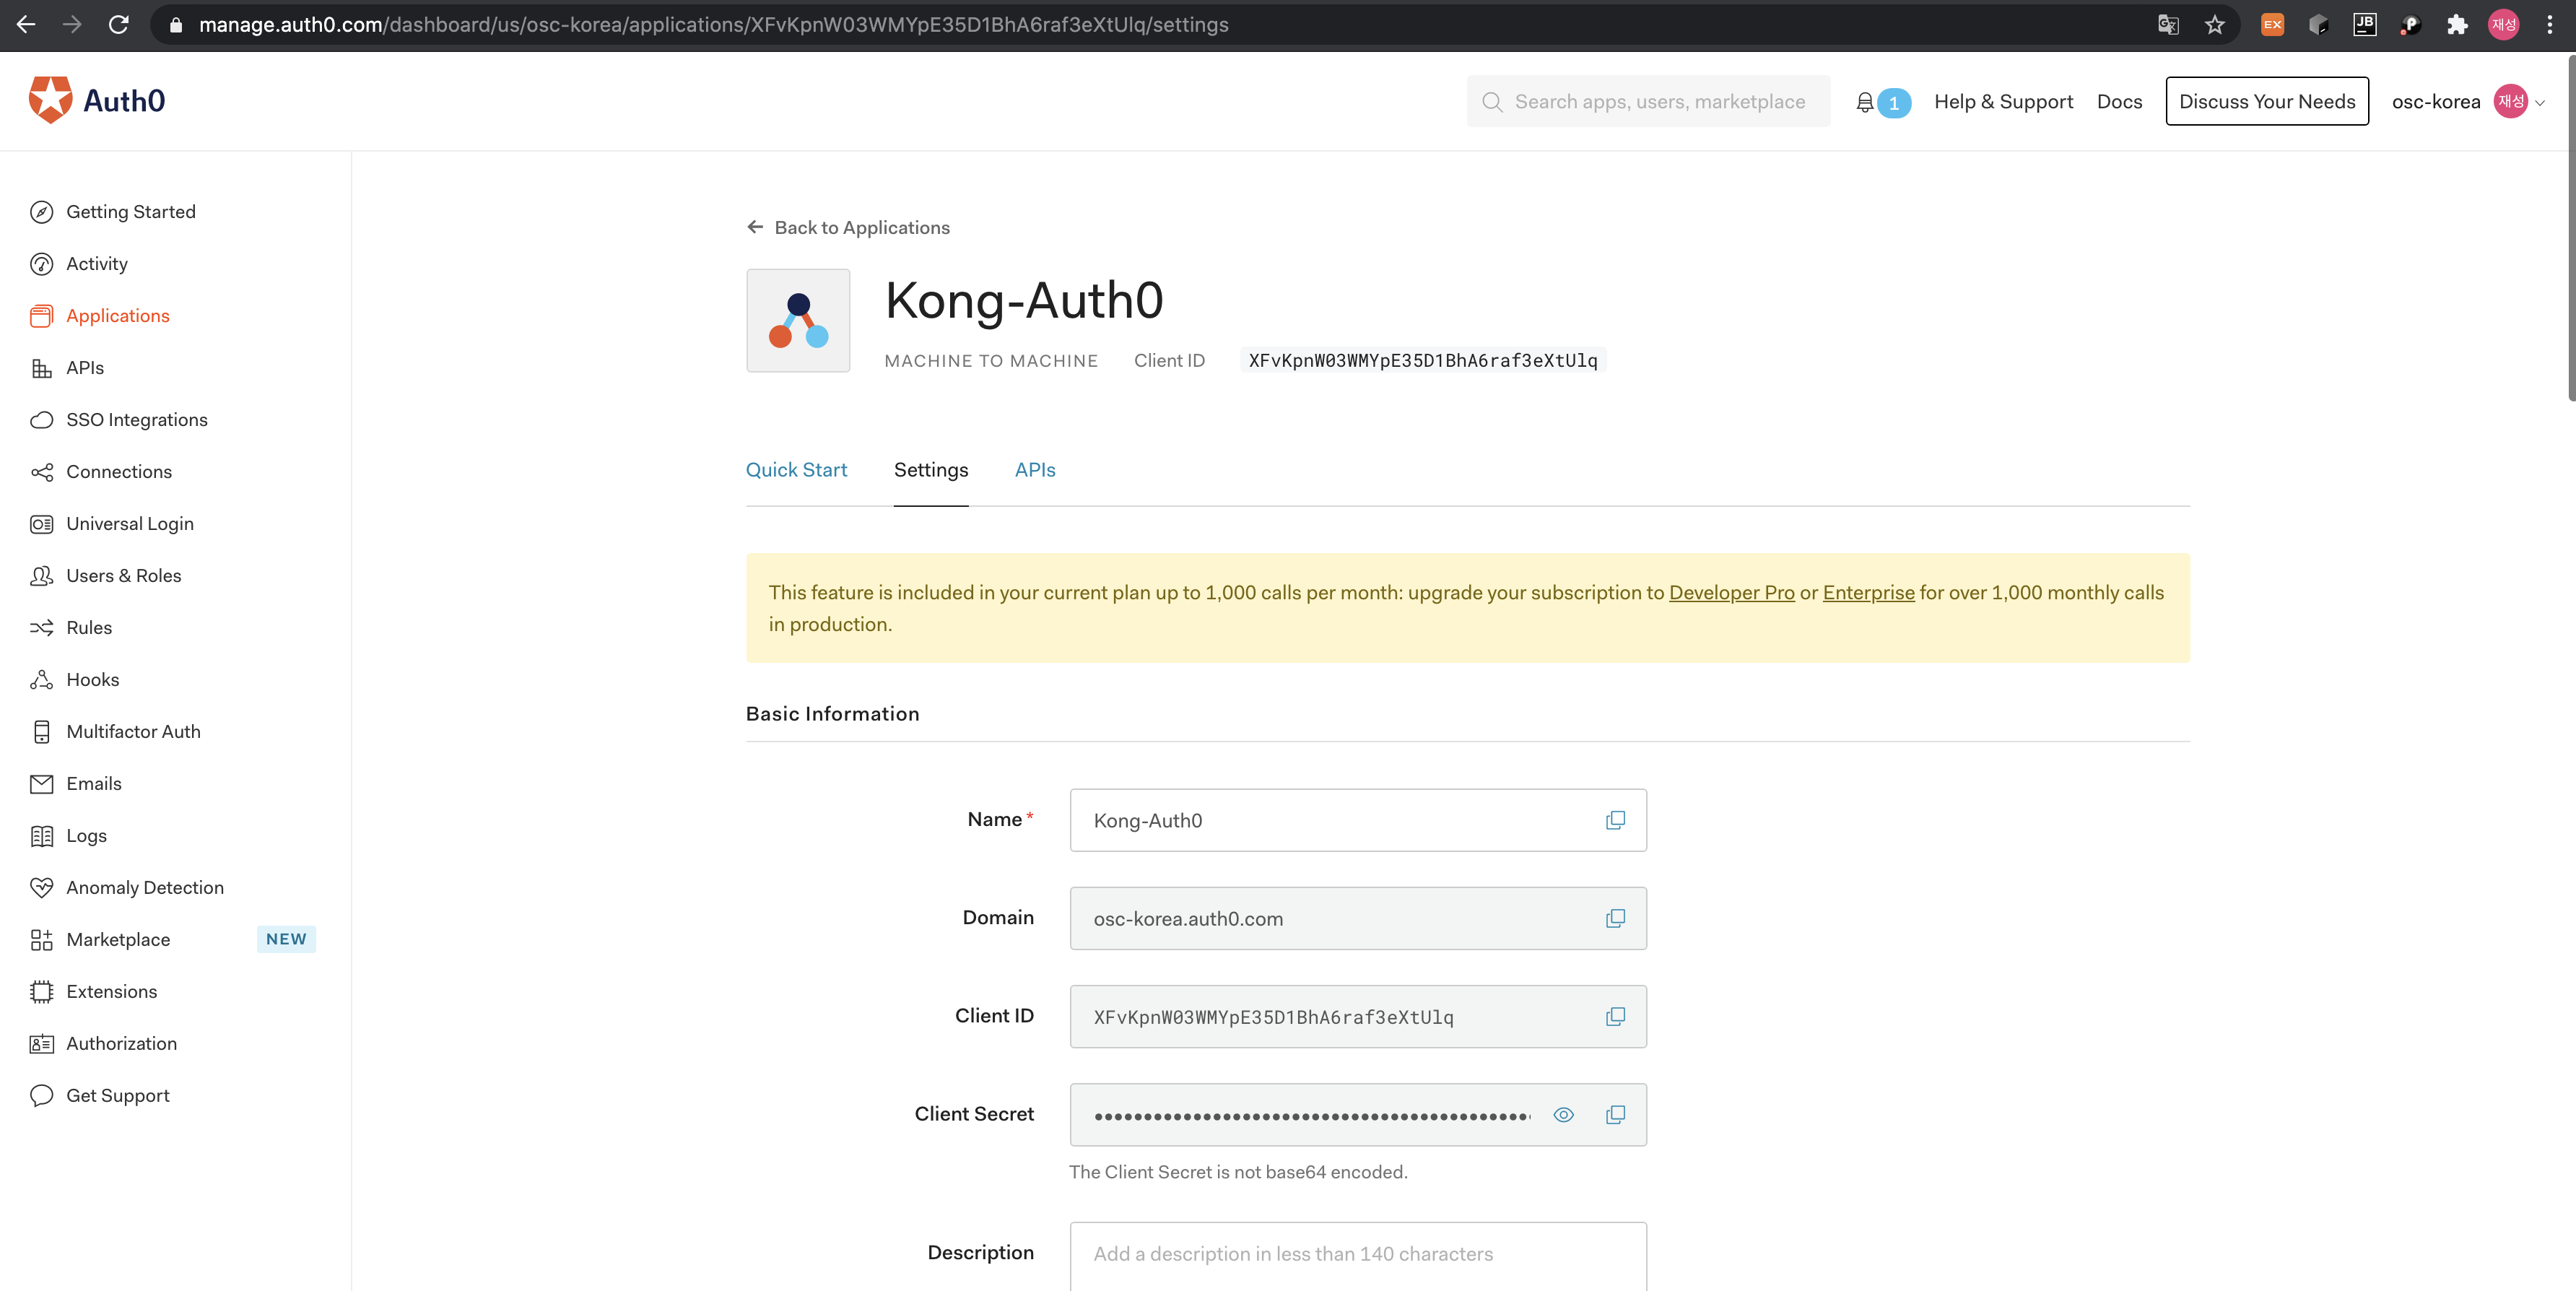 manage.auth0.com/dashboard/us/osc-korea/applications/XFvKpnW03WMYpE35D1BhA6raf3eXtUlq/settings
EX
JB
P
재성
Auth0
Search apps, users, marketplace
1
Help & Support
Docs
Discuss Your Needs
osc-korea
재성
Getting Started
Activity
Applications
APIs
SSO Integrations
Connections
Universal Login
Users & Roles
Rules
Hooks
Multifactor Auth
Emails
Logs
Anomaly Detection
Marketplace NEW
Extensions
Authorization
Get Support
Back to Applications
Kong-Auth0
MACHINE TO MACHINE Client ID XFvKpnW03WMYpE35D1BhA6raf3eXtUlq
Quick Start Settings APIs
This feature is included in your current plan up to 1,000 calls per month: upgrade your subscription to Developer Pro or Enterprise for over 1,000 monthly calls
in production.
Basic Information
Name * Kong-Auth0
Domain osc-korea.auth0.com
Client ID XFvKpnW03WMYpE35D1BhA6raf3eXtUlq
Client Secret ••••••••••••••••••••••••••••••••••••••••••••
The Client Secret is not base64 encoded.
Description Add a description in less than 140 characters